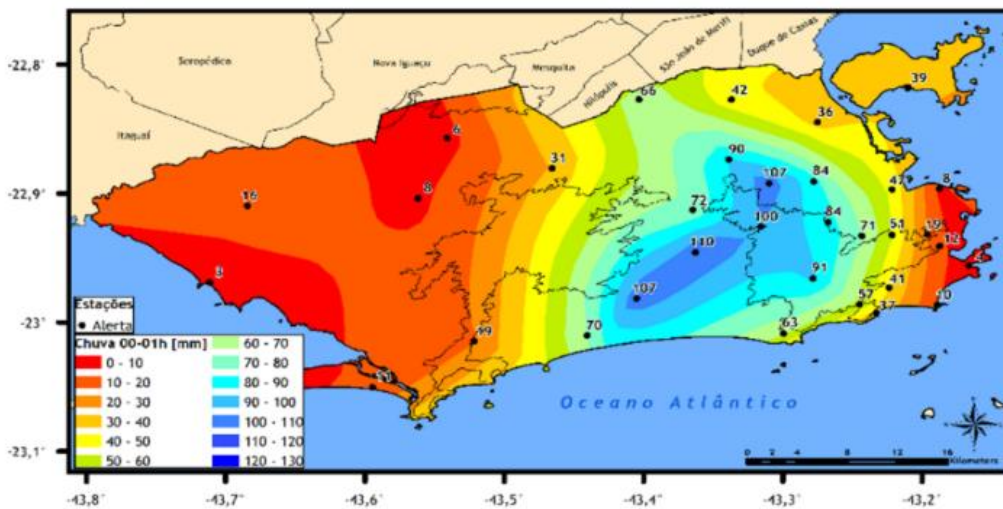 -22,8
-22,9
-23
-23,1
-43,8
-43,7
-43,6
-43,5
-43,4
-43,3
-43,2
Seropédica
Nova Iguaçu
Mesquita
Nilópolis
São João de Meriti
Duque de Caxias
Itaguaí
39
66
42
36
6
90
31
107
84
8
47
8
16
72
100
84
71
51
19
12
110
3
91
41
107
57
37
10
19
70
63
Estações
Alerta
Chuva 00-01h [mm]
0 - 10
10 - 20
20 - 30
30 - 40
40 - 50
50 - 60
60 - 70
70 - 80
80 - 90
90 - 100
100 - 110
110 - 120
120 - 130
Oceano Atlântico
0 2 4 8 12 16
Kilometers